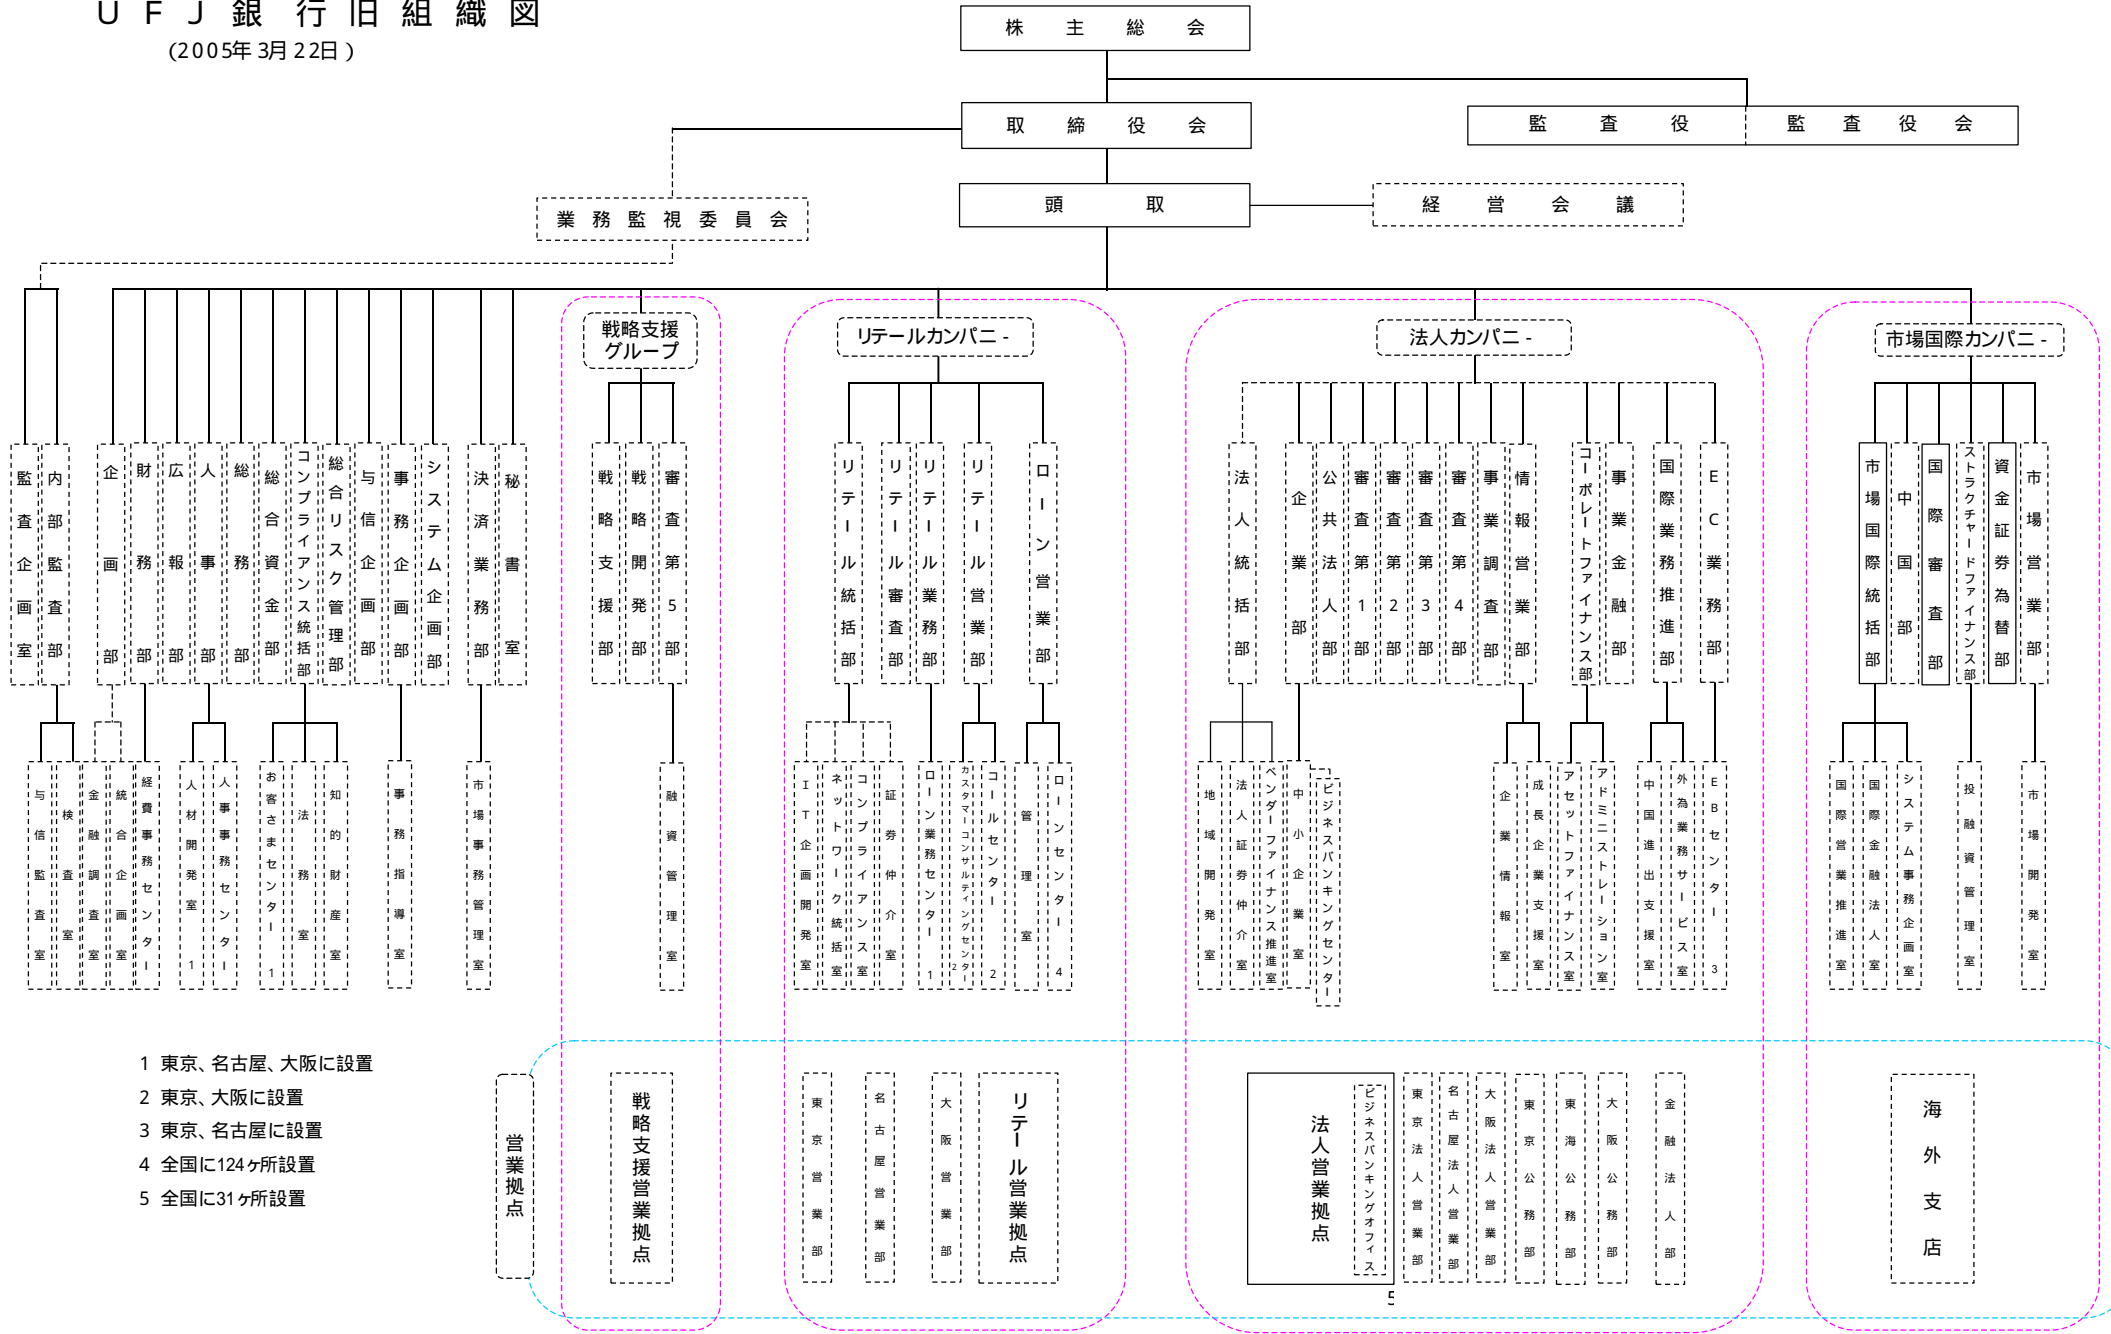 UFJ銀行旧組織図
(2005年3月22日)
株主総会
取締役会
監査役
監査役会
頭取
経営会議
業務監視委員会
戦略支援
グループ
リテールカンパニ-
法人カンパニ-
市場国際カンパニ-
監査企画室
内部監査部
企画部
財務部
広報部
人事部
総務部
総合資金部
コンプライアンス統括部
総合リスク管理部
与信企画部
事務企画部
システム企画部
決済業務部
秘書室
戦略支援部
戦略開発部
審査第5部
リテール統括部
リテール審査部
リテール業務部
リテール営業部
ローン営業部
法人統括部
企業部
公共法人部
審査第1部
審査第2部
審査第3部
審査第4部
事業調査部
情報営業部
コーポレートファイナンス部
事業金融部
国際業務推進部
EC業務部
市場国際統括部
中国部
国際審査部
ストラクチャードファイナンス部
資金証券為替部
市場営業部
与信監査室
検査室
金融調査室
統合企画室
経費事務センター
人材開発室 1
人事事務センター
お客さまセンター 1
法務室
知的財産室
事務指導室
市場事務管理室
融資管理室
IT企画開発室
ネットワーク統括室
コンプライアンス室
証券仲介室
ローン業務センター 1
カスタマーコンサルティングセンター 2
コールセンター 2
管理室
ローンセンター 4
地域開発室
法人証券仲介室
ベンダーファイナンス推進室
中小企業室
ビジネスバンキングセンター
企業情報室
成長企業支援室
アセットファイナンス室
アドミニストレーション室
中国進出支援室
外為業務サービス室
EBセンター 3
国際営業推進室
国際金融法人室
システム事務企画室
投融資管理室
市場開発室
1 東京、名古屋、大阪に設置
2 東京、大阪に設置
3 東京、名古屋に設置
4 全国に124ヶ所設置
5 全国に31ヶ所設置
営業拠点
戦略支援営業拠点
東京営業部
名古屋営業部
大阪営業部
リテール営業拠点
法人営業拠点
ビジネスバンキングオフィス
東京法人営業部
名古屋法人営業部
大阪法人営業部
東京公務部
東海公務部
大阪公務部
金融法人部
海外支店
5